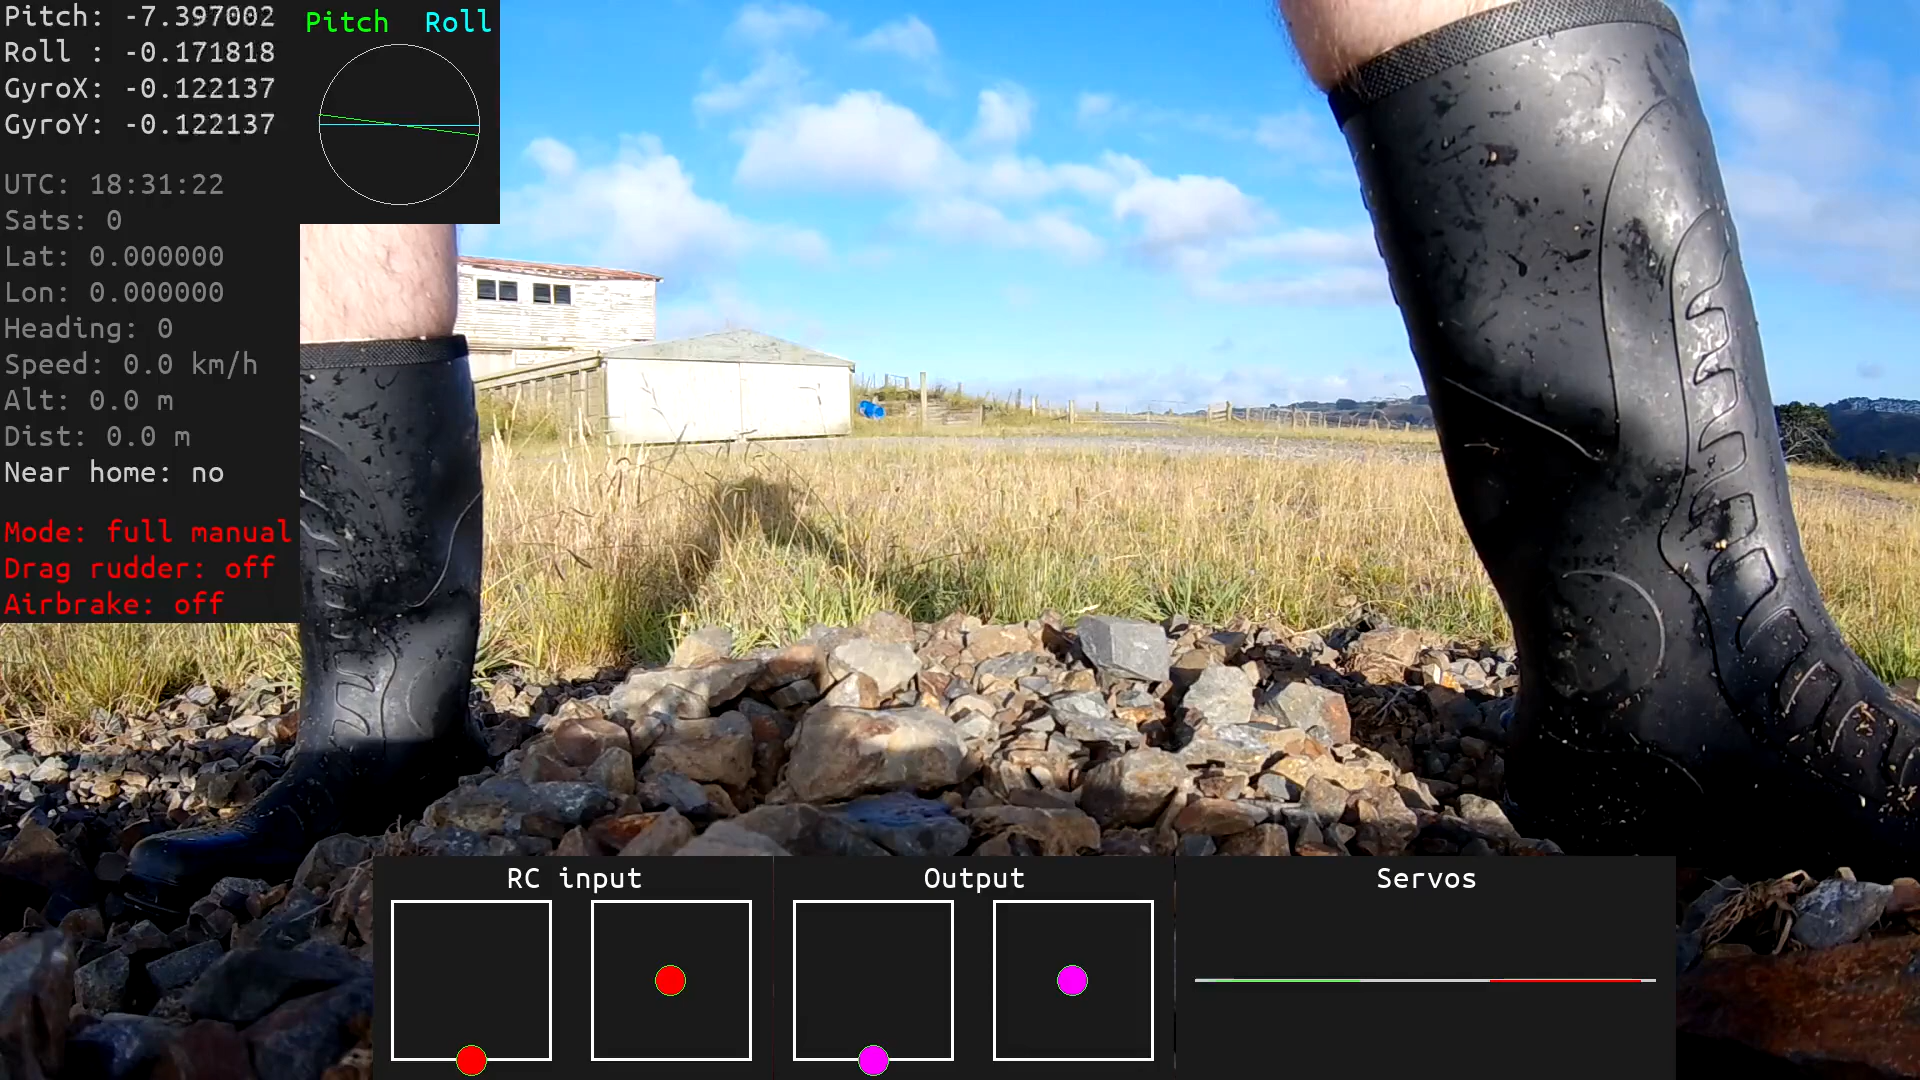 Pitch: -7.397002
Roll : -0.171818
GyroX: -0.122137
GyroY: -0.122137
Pitch Roll
UTC: 18:31:22
Sats: 0
Lat: 0.000000
Lon: 0.000000
Heading: 0
Speed: 0.0 km/h
Alt: 0.0 m
Dist: 0.0 m
Near home: no
Mode: full manual
Drag rudder: off
Airbrake: off
RC input
Output
Servos